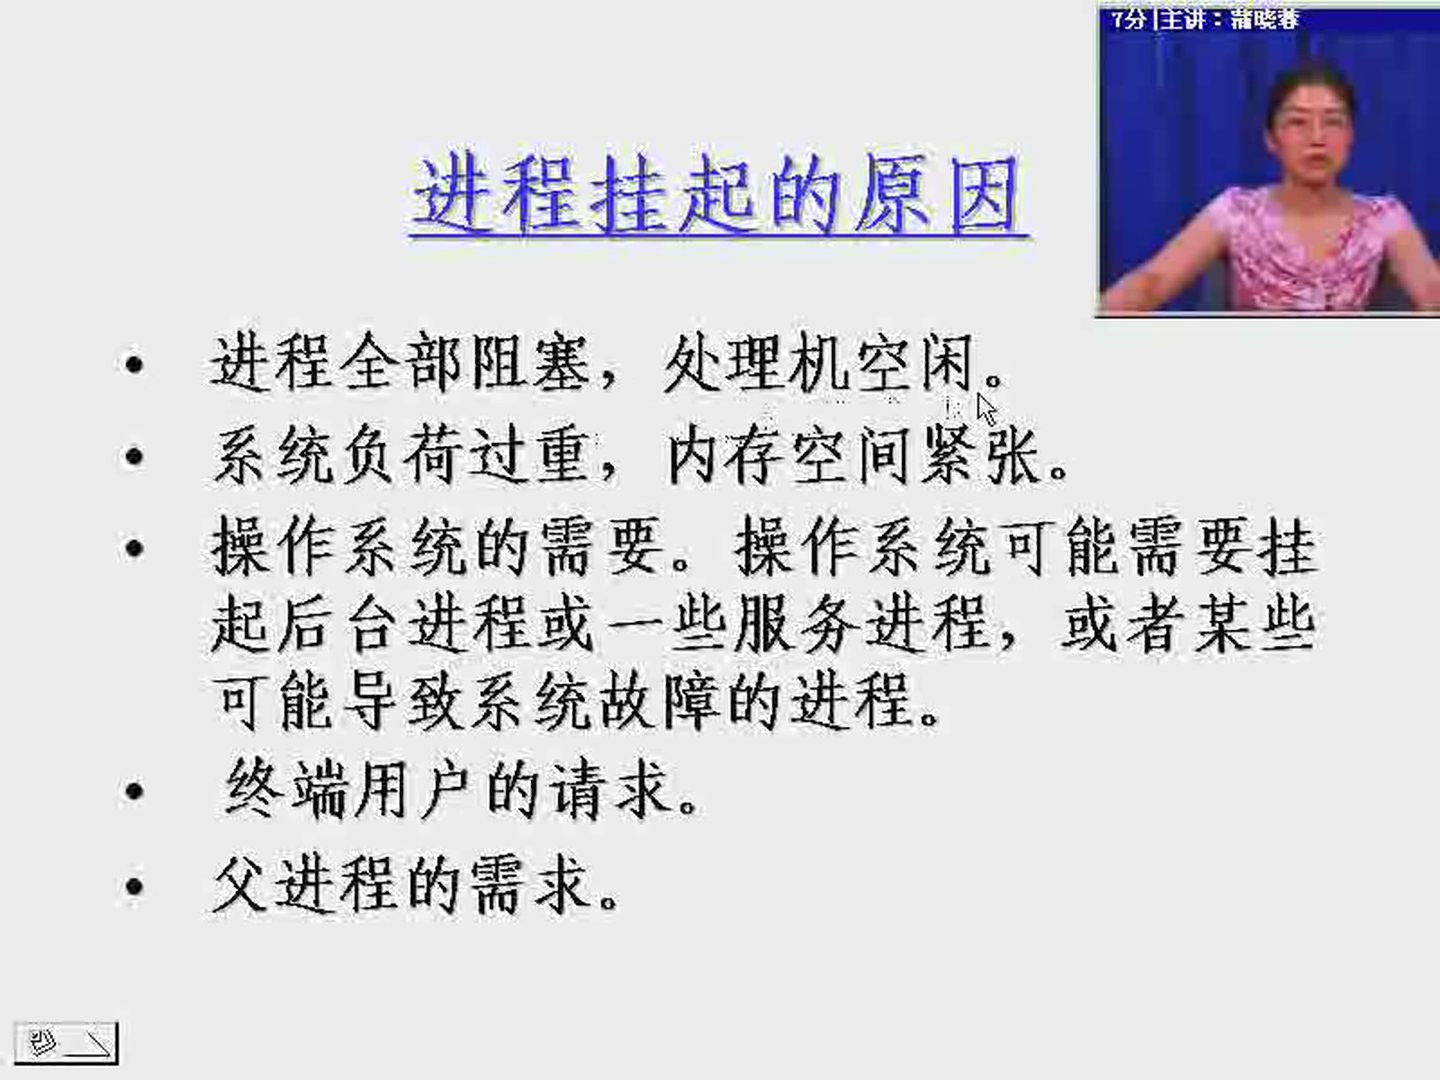 7分|主讲：蒲晓蓉
进程挂起的原因
• 进程全部阻塞，处理机空闲。
• 系统负荷过重，内存空间紧张。
• 操作系统的需要。操作系统可能需要挂
起后台进程或一些服务进程，或者某些
可能导致系统故障的进程。
• 终端用户的请求。
• 父进程的需求。